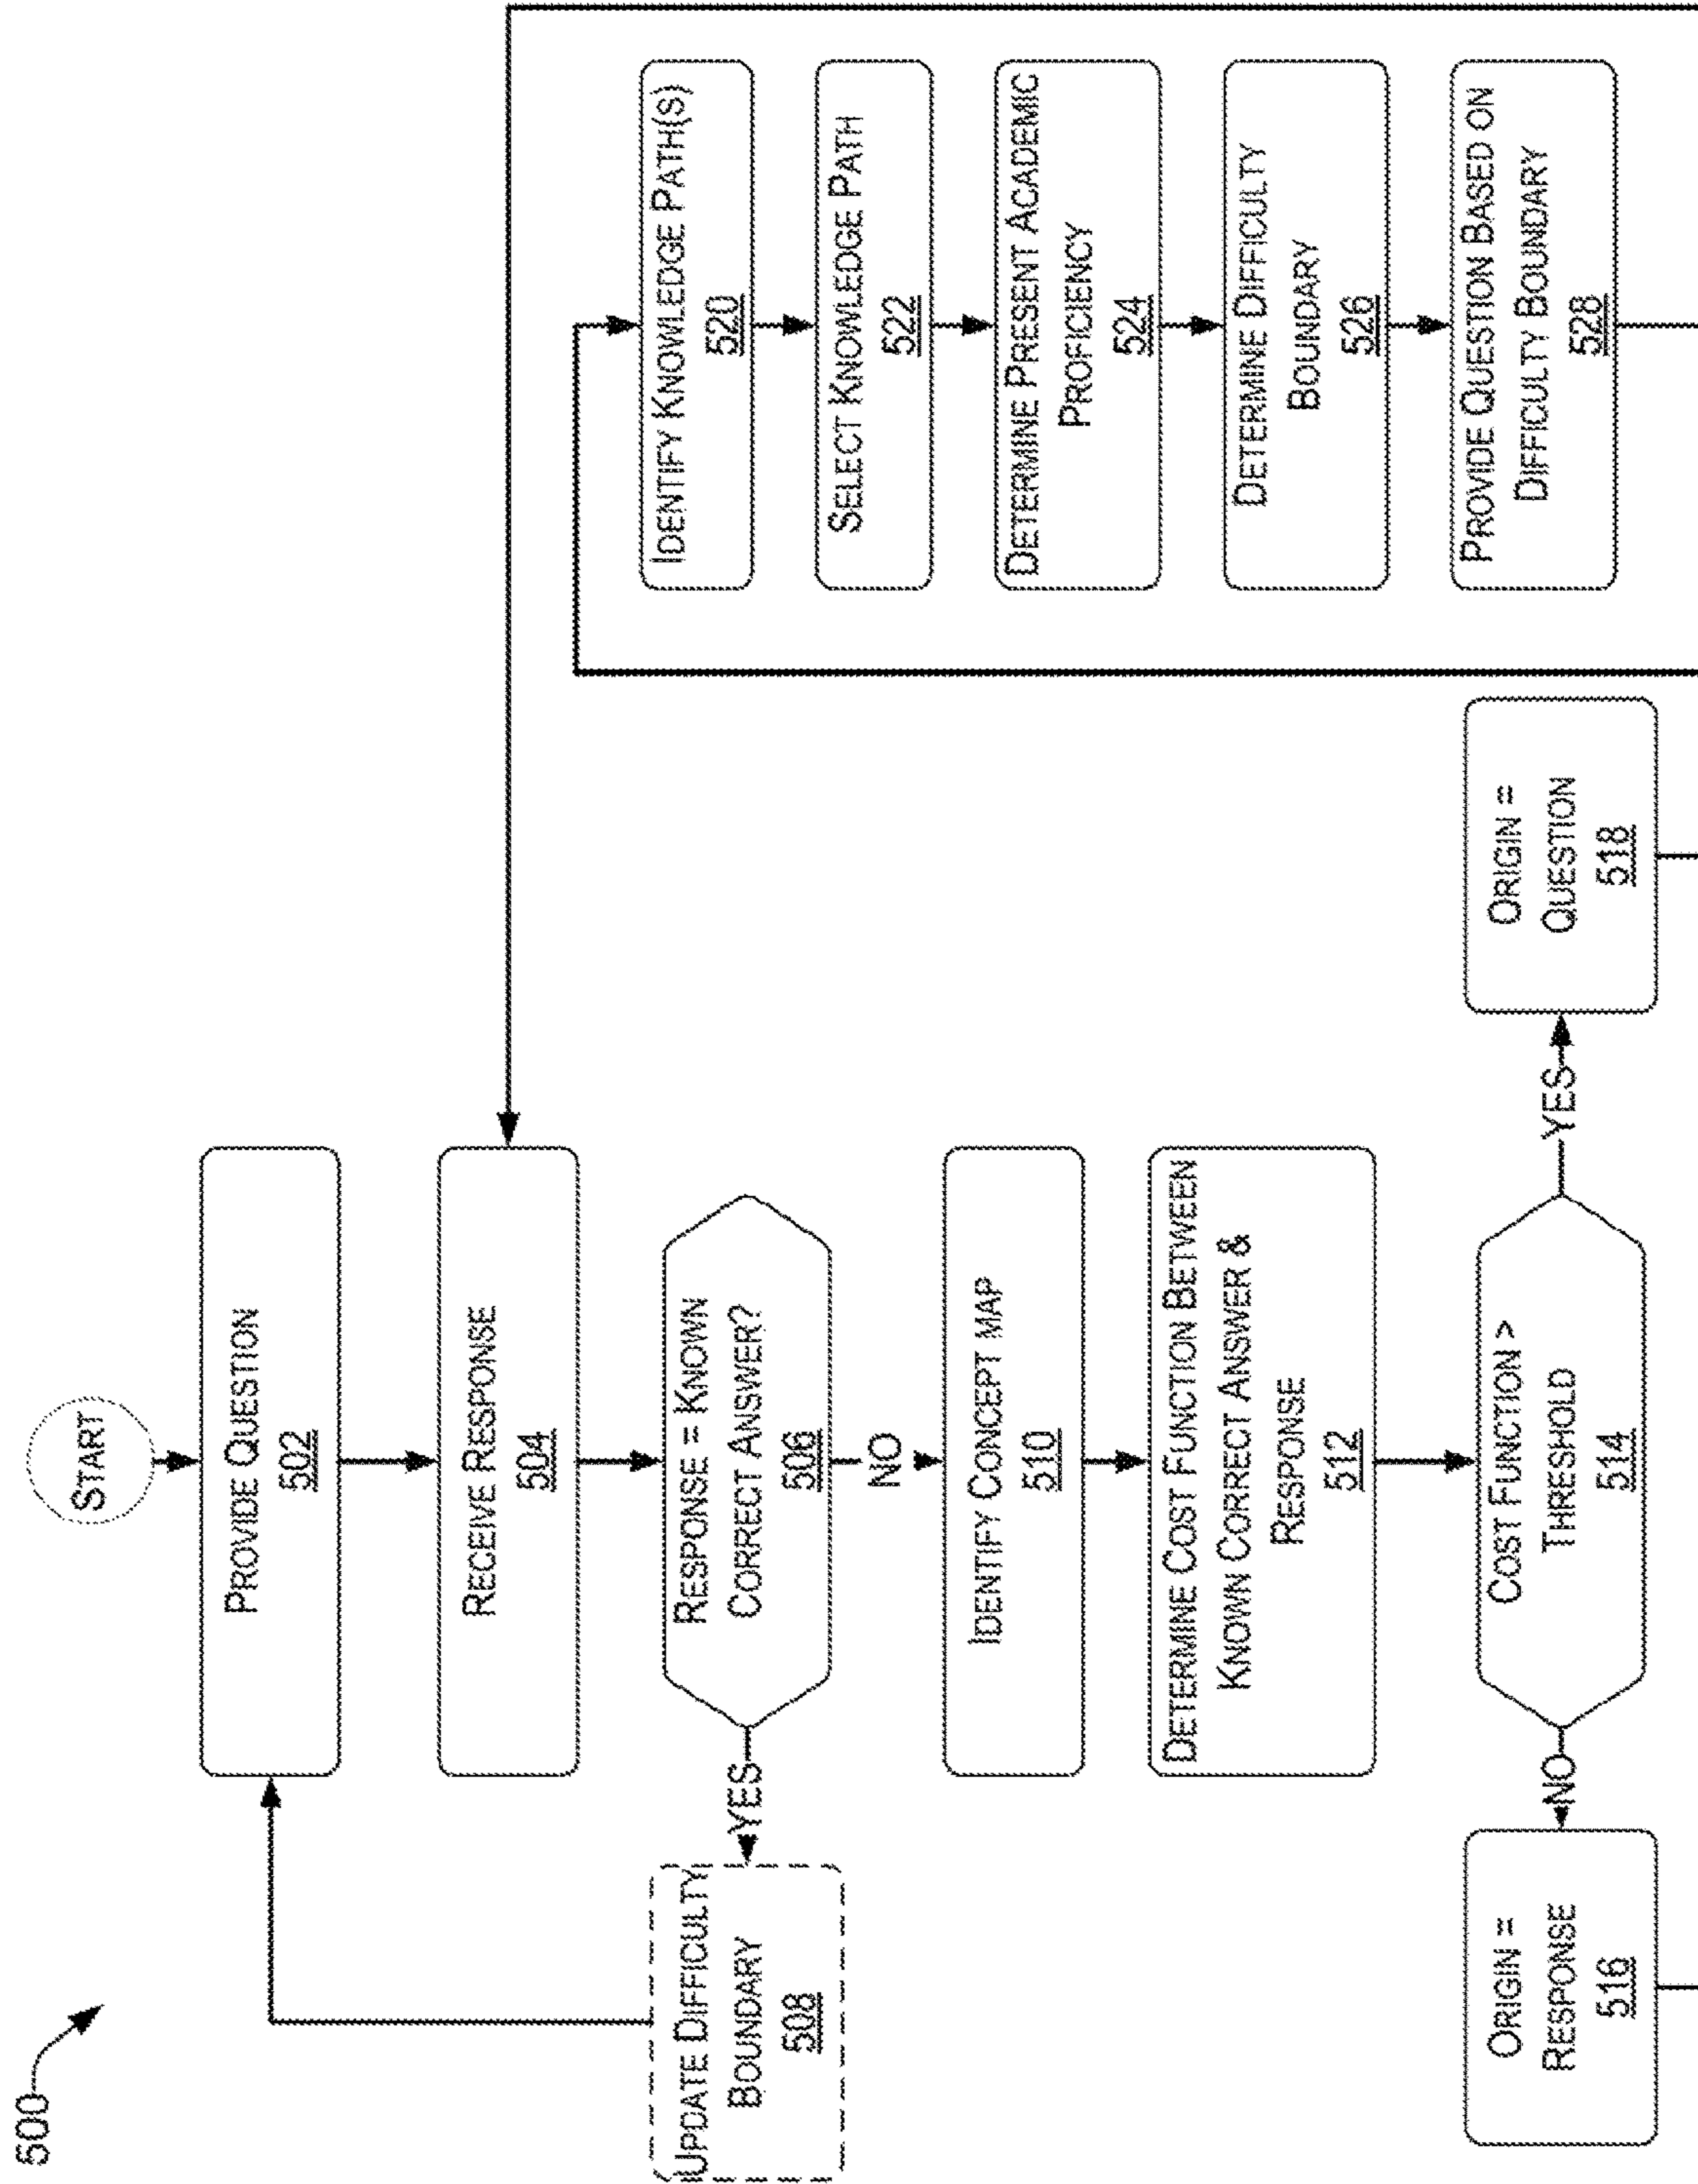 500
START
PROVIDE QUESTION
502
RECEIVE RESPONSE
504
RESPONSE = KNOWN
CORRECT ANSWER?
506
YES
UPDATE DIFFICULTY
BOUNDARY
508
NO
IDENTIFY CONCEPT MAP
510
DETERMINE COST FUNCTION BETWEEN
KNOWN CORRECT ANSWER &
RESPONSE
512
COST FUNCTION >
THRESHOLD
514
NO
ORIGIN =
RESPONSE
516
YES
ORIGIN =
QUESTION
518
IDENTIFY KNOWLEDGE PATH(S)
520
SELECT KNOWLEDGE PATH
522
DETERMINE PRESENT ACADEMIC
PROFICIENCY
524
DETERMINE DIFFICULTY
BOUNDARY
526
PROVIDE QUESTION BASED ON
DIFFICULTY BOUNDARY
528